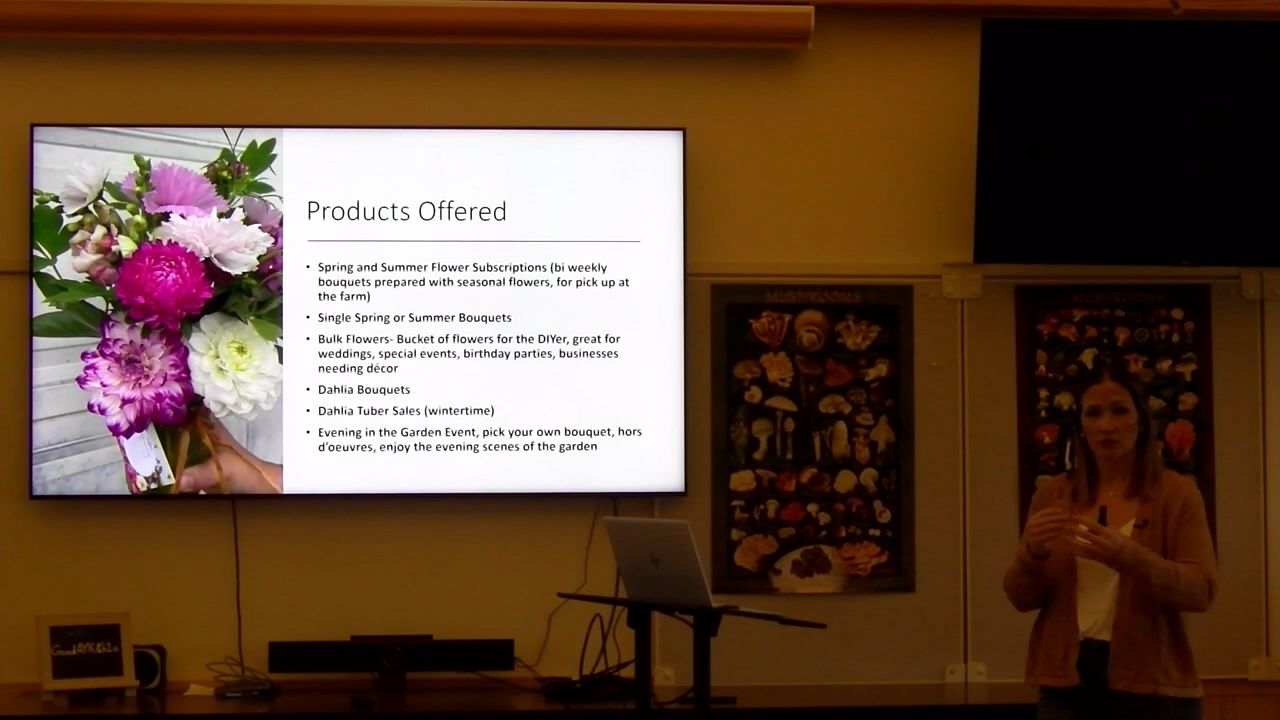 Products Offered
• Spring and Summer Flower Subscriptions (bi weekly
bouquets prepared with seasonal flowers, for pick up at
the farm)
• Single Spring or Summer Bouquets
• Bulk Flowers- Bucket of flowers for the DIYer, great for
weddings, special events, birthday parties, businesses
needing décor
• Dahlia Bouquets
• Dahlia Tuber Sales (wintertime)
• Evening in the Garden Event, pick your own bouquet, hors
d'oeuvres, enjoy the evening scenes of the garden
MUSHROOMS
MUSHROOMS